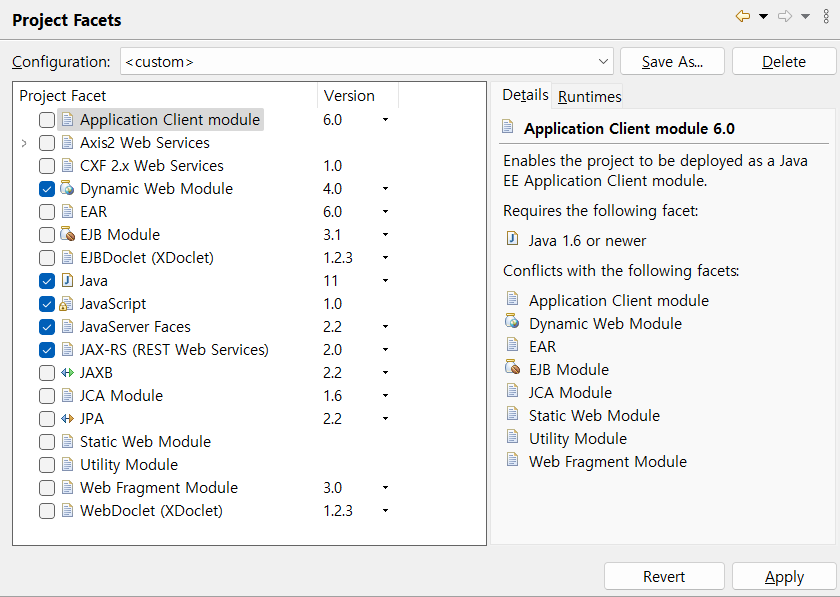 Project Facets
Configuration: <custom> Save As... Delete
Project Facet Version
Application Client module 6.0
Axis2 Web Services
CXF 2.x Web Services 1.0
Dynamic Web Module 4.0
EAR 6.0
EJB Module 3.1
EJBDoclet (XDoclet) 1.2.3
Java 11
JavaScript 1.0
JavaServer Faces 2.2
JAX-RS (REST Web Services) 2.0
JAXB 2.2
JCA Module 1.6
JPA 2.2
Static Web Module
Utility Module
Web Fragment Module 3.0
WebDoclet (XDoclet) 1.2.3
Details Runtimes
Application Client module 6.0
Enables the project to be deployed as a Java
EE Application Client module.
Requires the following facet:
Java 1.6 or newer
Conflicts with the following facets:
Application Client module
Dynamic Web Module
EAR
EJB Module
JCA Module
Static Web Module
Utility Module
Web Fragment Module
Revert Apply